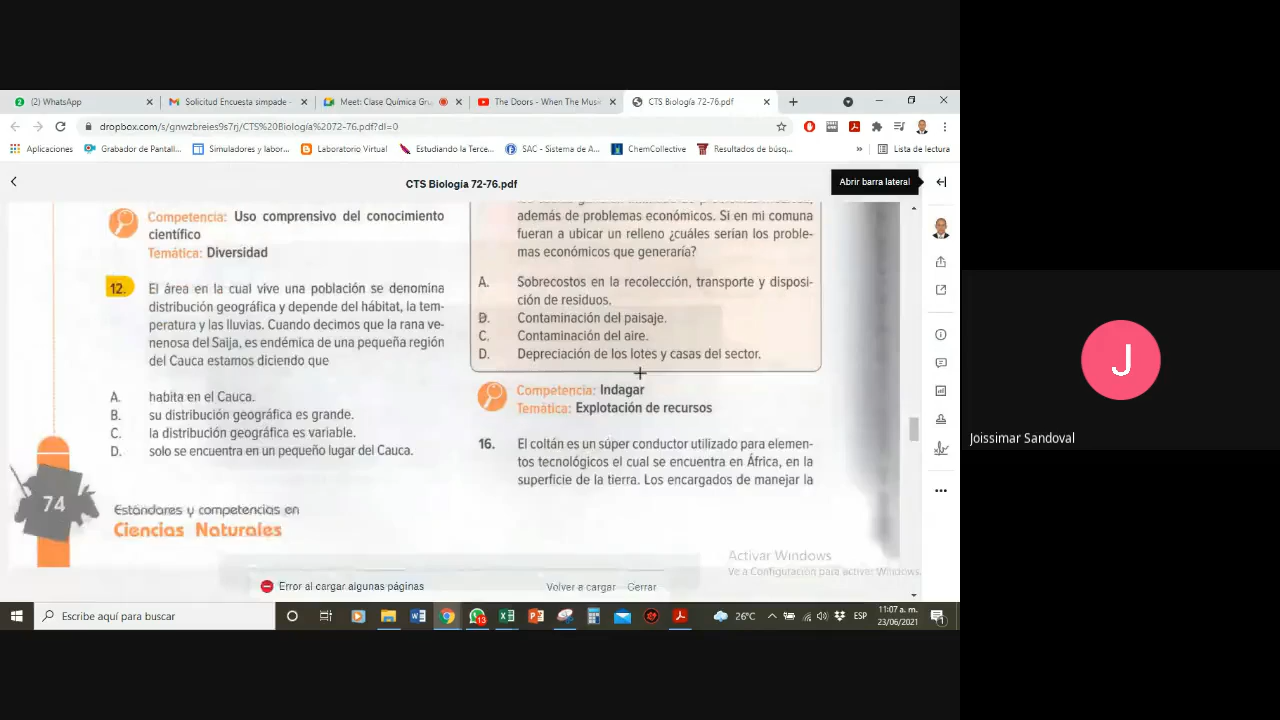 (2) WhatsApp
Solicitud Encuesta simpade -
Meet: Clase Química Gru
The Doors - When The Musi
CTS Biología 72-76.pdf
dropbox.com/s/gnwzbreies9s7rj/CTS%20Biologia%2072-76.pdf?dl=0
Aplicaciones
Grabador de Pantall...
Simuladores y labor...
Laboratorio Virtual
Estudiando la Terce...
SAC - Sistema de A...
ChemCollective
Resultados de búsq...
»
Lista de lectura
CTS Biologia 72-76.pdf
Abrir barra lateral
Competencia: Uso comprensivo del conocimiento
científico
Temática: Diversidad
12. El área en la cual vive una población se denomina
distribución geográfica y depende del hábitat, la tem-
peratura y las lluvias. Cuando decimos que la rana ve-
nenosa del Saija, es endémica de una pequeña región
del Cauca estamos diciendo que
A. habita en el Cauca.
B. su distribución geográfica es grande.
C. la distribución geográfica es variable.
D. solo se encuentra en un pequeño lugar del Cauca.
74
Estándares y competencias en
Ciencias Naturales
además de problemas económicos. Si en mi comuna
fueran a ubicar un relleno ¿cuáles serían los proble-
mas económicos que generaría?
A. Sobrecostos en la recolección, transporte y disposi-
ción de residuos.
B. Contaminación del paisaje.
C. Contaminación del aire.
D. Depreciación de los lotes y casas del sector.
Competencia: Indagar
Temática: Explotación de recursos
16. El coltán es un súper conductor utilizado para elemen-
tos tecnológicos el cual se encuentra en África, en la
superficie de la tierra. Los encargados de manejar la
Activar Windows
Ve a Configuración para activar Windows.
Error al cargar algunas páginas
Volver a cargar
Cerrar
Escribe aquí para buscar
13
26°C
ESP
11:07 a. m.
23/06/2021
1
J
Joissimar Sandoval